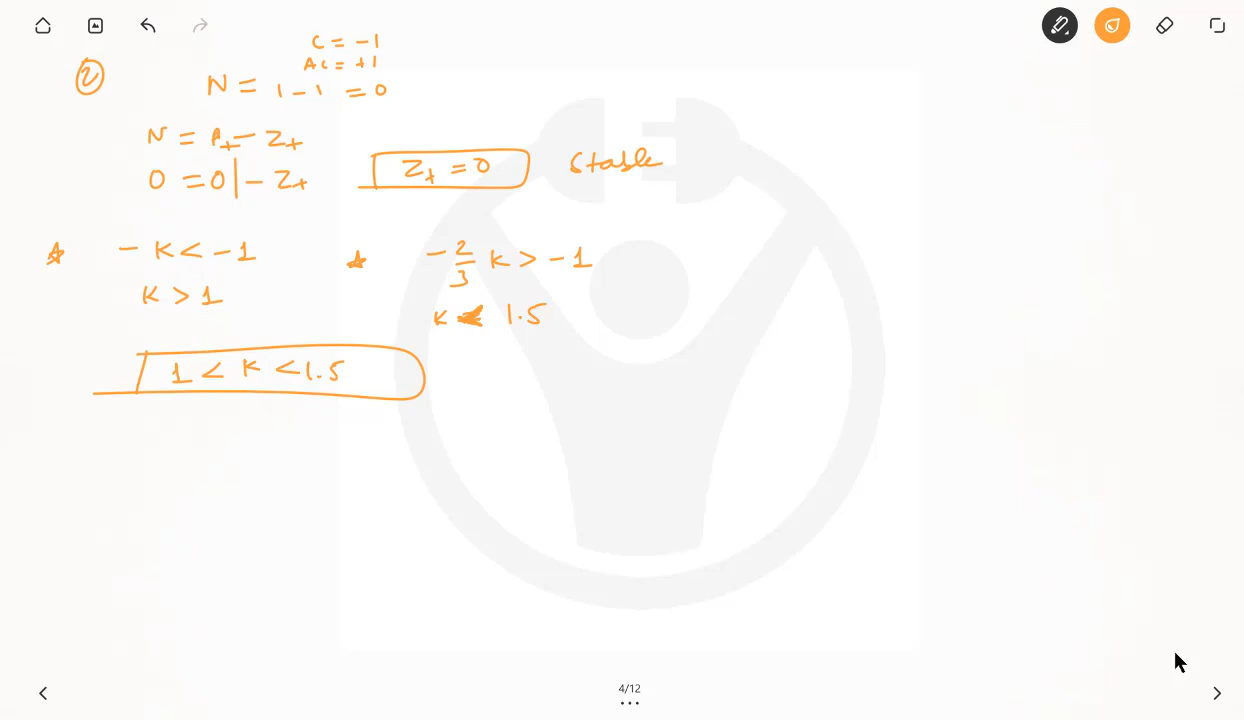 C = -1
② AC = +1
N = 1 - 1 = 0
N = P₊ - Z₊
0 = 0 | - Z₊ Z₊ = 0 Stable
☆ - K < -1 ☆ - 2/3 K > -1
K > 1 K < 1.5
1 < K < 1.5
4/12